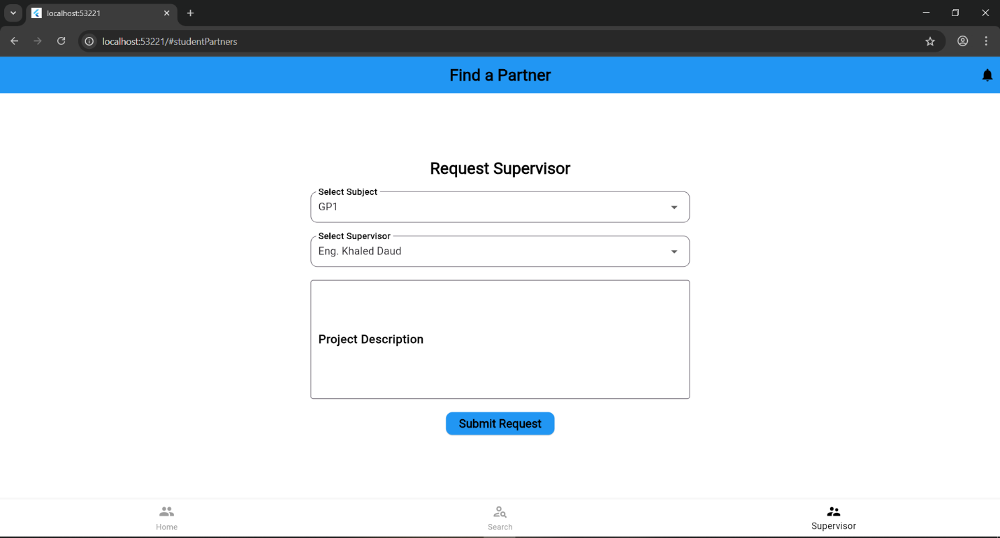 localhost:53221
localhost:53221/#studentPartners
Find a Partner
Request Supervisor
Select Subject
GP1
Select Supervisor
Eng. Khaled Daud
Project Description
Submit Request
Home
Search
Supervisor